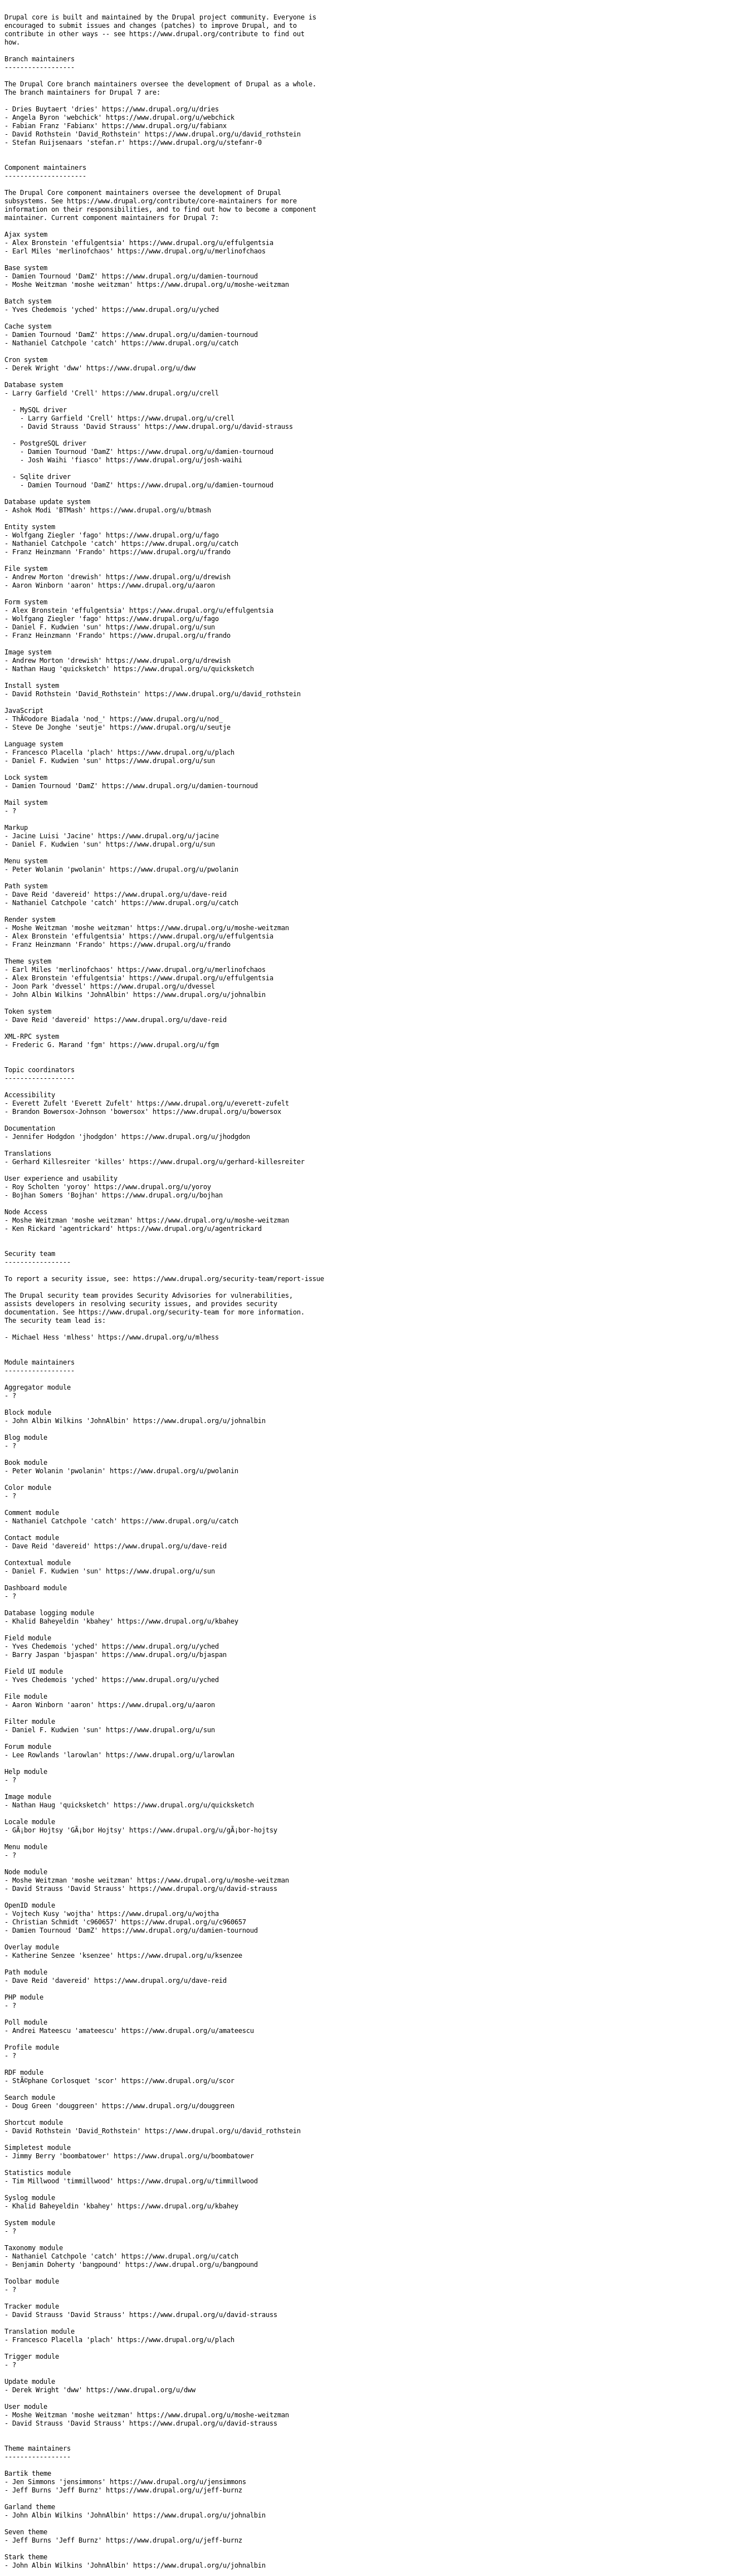 Drupal core is built and maintained by the Drupal project community. Everyone is
encouraged to submit issues and changes (patches) to improve Drupal, and to
contribute in other ways -- see https://www.drupal.org/contribute to find out
how.

Branch maintainers
------------------

The Drupal Core branch maintainers oversee the development of Drupal as a whole.
The branch maintainers for Drupal 7 are:

- Dries Buytaert 'dries' https://www.drupal.org/u/dries
- Angela Byron 'webchick' https://www.drupal.org/u/webchick
- Fabian Franz 'Fabianx' https://www.drupal.org/u/fabianx
- David Rothstein 'David_Rothstein' https://www.drupal.org/u/david_rothstein
- Stefan Ruijsenaars 'stefan.r' https://www.drupal.org/u/stefanr-0


Component maintainers
---------------------

The Drupal Core component maintainers oversee the development of Drupal
subsystems. See https://www.drupal.org/contribute/core-maintainers for more
information on their responsibilities, and to find out how to become a component
maintainer. Current component maintainers for Drupal 7:

Ajax system
- Alex Bronstein 'effulgentsia' https://www.drupal.org/u/effulgentsia
- Earl Miles 'merlinofchaos' https://www.drupal.org/u/merlinofchaos

Base system
- Damien Tournoud 'DamZ' https://www.drupal.org/u/damien-tournoud
- Moshe Weitzman 'moshe weitzman' https://www.drupal.org/u/moshe-weitzman

Batch system
- Yves Chedemois 'yched' https://www.drupal.org/u/yched

Cache system
- Damien Tournoud 'DamZ' https://www.drupal.org/u/damien-tournoud
- Nathaniel Catchpole 'catch' https://www.drupal.org/u/catch

Cron system
- Derek Wright 'dww' https://www.drupal.org/u/dww

Database system
- Larry Garfield 'Crell' https://www.drupal.org/u/crell

  - MySQL driver
    - Larry Garfield 'Crell' https://www.drupal.org/u/crell
    - David Strauss 'David Strauss' https://www.drupal.org/u/david-strauss

  - PostgreSQL driver
    - Damien Tournoud 'DamZ' https://www.drupal.org/u/damien-tournoud
    - Josh Waihi 'fiasco' https://www.drupal.org/u/josh-waihi

  - Sqlite driver
    - Damien Tournoud 'DamZ' https://www.drupal.org/u/damien-tournoud

Database update system
- Ashok Modi 'BTMash' https://www.drupal.org/u/btmash

Entity system
- Wolfgang Ziegler 'fago' https://www.drupal.org/u/fago
- Nathaniel Catchpole 'catch' https://www.drupal.org/u/catch
- Franz Heinzmann 'Frando' https://www.drupal.org/u/frando

File system
- Andrew Morton 'drewish' https://www.drupal.org/u/drewish
- Aaron Winborn 'aaron' https://www.drupal.org/u/aaron

Form system
- Alex Bronstein 'effulgentsia' https://www.drupal.org/u/effulgentsia
- Wolfgang Ziegler 'fago' https://www.drupal.org/u/fago
- Daniel F. Kudwien 'sun' https://www.drupal.org/u/sun
- Franz Heinzmann 'Frando' https://www.drupal.org/u/frando

Image system
- Andrew Morton 'drewish' https://www.drupal.org/u/drewish
- Nathan Haug 'quicksketch' https://www.drupal.org/u/quicksketch

Install system
- David Rothstein 'David_Rothstein' https://www.drupal.org/u/david_rothstein

JavaScript
- ThÃ©odore Biadala 'nod_' https://www.drupal.org/u/nod_
- Steve De Jonghe 'seutje' https://www.drupal.org/u/seutje

Language system
- Francesco Placella 'plach' https://www.drupal.org/u/plach
- Daniel F. Kudwien 'sun' https://www.drupal.org/u/sun

Lock system
- Damien Tournoud 'DamZ' https://www.drupal.org/u/damien-tournoud

Mail system
- ?

Markup
- Jacine Luisi 'Jacine' https://www.drupal.org/u/jacine
- Daniel F. Kudwien 'sun' https://www.drupal.org/u/sun

Menu system
- Peter Wolanin 'pwolanin' https://www.drupal.org/u/pwolanin

Path system
- Dave Reid 'davereid' https://www.drupal.org/u/dave-reid
- Nathaniel Catchpole 'catch' https://www.drupal.org/u/catch

Render system
- Moshe Weitzman 'moshe weitzman' https://www.drupal.org/u/moshe-weitzman
- Alex Bronstein 'effulgentsia' https://www.drupal.org/u/effulgentsia
- Franz Heinzmann 'Frando' https://www.drupal.org/u/frando

Theme system
- Earl Miles 'merlinofchaos' https://www.drupal.org/u/merlinofchaos
- Alex Bronstein 'effulgentsia' https://www.drupal.org/u/effulgentsia
- Joon Park 'dvessel' https://www.drupal.org/u/dvessel
- John Albin Wilkins 'JohnAlbin' https://www.drupal.org/u/johnalbin

Token system
- Dave Reid 'davereid' https://www.drupal.org/u/dave-reid

XML-RPC system
- Frederic G. Marand 'fgm' https://www.drupal.org/u/fgm


Topic coordinators
------------------

Accessibility
- Everett Zufelt 'Everett Zufelt' https://www.drupal.org/u/everett-zufelt
- Brandon Bowersox-Johnson 'bowersox' https://www.drupal.org/u/bowersox

Documentation
- Jennifer Hodgdon 'jhodgdon' https://www.drupal.org/u/jhodgdon

Translations
- Gerhard Killesreiter 'killes' https://www.drupal.org/u/gerhard-killesreiter

User experience and usability
- Roy Scholten 'yoroy' https://www.drupal.org/u/yoroy
- Bojhan Somers 'Bojhan' https://www.drupal.org/u/bojhan

Node Access
- Moshe Weitzman 'moshe weitzman' https://www.drupal.org/u/moshe-weitzman
- Ken Rickard 'agentrickard' https://www.drupal.org/u/agentrickard


Security team
-----------------

To report a security issue, see: https://www.drupal.org/security-team/report-issue

The Drupal security team provides Security Advisories for vulnerabilities,
assists developers in resolving security issues, and provides security
documentation. See https://www.drupal.org/security-team for more information.
The security team lead is:

- Michael Hess 'mlhess' https://www.drupal.org/u/mlhess


Module maintainers
------------------

Aggregator module
- ?

Block module
- John Albin Wilkins 'JohnAlbin' https://www.drupal.org/u/johnalbin

Blog module
- ?

Book module
- Peter Wolanin 'pwolanin' https://www.drupal.org/u/pwolanin

Color module
- ?

Comment module
- Nathaniel Catchpole 'catch' https://www.drupal.org/u/catch

Contact module
- Dave Reid 'davereid' https://www.drupal.org/u/dave-reid

Contextual module
- Daniel F. Kudwien 'sun' https://www.drupal.org/u/sun

Dashboard module
- ?

Database logging module
- Khalid Baheyeldin 'kbahey' https://www.drupal.org/u/kbahey

Field module
- Yves Chedemois 'yched' https://www.drupal.org/u/yched
- Barry Jaspan 'bjaspan' https://www.drupal.org/u/bjaspan

Field UI module
- Yves Chedemois 'yched' https://www.drupal.org/u/yched

File module
- Aaron Winborn 'aaron' https://www.drupal.org/u/aaron

Filter module
- Daniel F. Kudwien 'sun' https://www.drupal.org/u/sun

Forum module
- Lee Rowlands 'larowlan' https://www.drupal.org/u/larowlan

Help module
- ?

Image module
- Nathan Haug 'quicksketch' https://www.drupal.org/u/quicksketch

Locale module
- GÃ¡bor Hojtsy 'GÃ¡bor Hojtsy' https://www.drupal.org/u/gÃ¡bor-hojtsy

Menu module
- ?

Node module
- Moshe Weitzman 'moshe weitzman' https://www.drupal.org/u/moshe-weitzman
- David Strauss 'David Strauss' https://www.drupal.org/u/david-strauss

OpenID module
- Vojtech Kusy 'wojtha' https://www.drupal.org/u/wojtha
- Christian Schmidt 'c960657' https://www.drupal.org/u/c960657
- Damien Tournoud 'DamZ' https://www.drupal.org/u/damien-tournoud

Overlay module
- Katherine Senzee 'ksenzee' https://www.drupal.org/u/ksenzee

Path module
- Dave Reid 'davereid' https://www.drupal.org/u/dave-reid

PHP module
- ?

Poll module
- Andrei Mateescu 'amateescu' https://www.drupal.org/u/amateescu

Profile module
- ?

RDF module
- StÃ©phane Corlosquet 'scor' https://www.drupal.org/u/scor

Search module
- Doug Green 'douggreen' https://www.drupal.org/u/douggreen

Shortcut module
- David Rothstein 'David_Rothstein' https://www.drupal.org/u/david_rothstein

Simpletest module
- Jimmy Berry 'boombatower' https://www.drupal.org/u/boombatower

Statistics module
- Tim Millwood 'timmillwood' https://www.drupal.org/u/timmillwood

Syslog module
- Khalid Baheyeldin 'kbahey' https://www.drupal.org/u/kbahey

System module
- ?

Taxonomy module
- Nathaniel Catchpole 'catch' https://www.drupal.org/u/catch
- Benjamin Doherty 'bangpound' https://www.drupal.org/u/bangpound

Toolbar module
- ?

Tracker module
- David Strauss 'David Strauss' https://www.drupal.org/u/david-strauss

Translation module
- Francesco Placella 'plach' https://www.drupal.org/u/plach

Trigger module
- ?

Update module
- Derek Wright 'dww' https://www.drupal.org/u/dww

User module
- Moshe Weitzman 'moshe weitzman' https://www.drupal.org/u/moshe-weitzman
- David Strauss 'David Strauss' https://www.drupal.org/u/david-strauss


Theme maintainers
-----------------

Bartik theme
- Jen Simmons 'jensimmons' https://www.drupal.org/u/jensimmons
- Jeff Burns 'Jeff Burnz' https://www.drupal.org/u/jeff-burnz

Garland theme
- John Albin Wilkins 'JohnAlbin' https://www.drupal.org/u/johnalbin

Seven theme
- Jeff Burns 'Jeff Burnz' https://www.drupal.org/u/jeff-burnz

Stark theme
- John Albin Wilkins 'JohnAlbin' https://www.drupal.org/u/johnalbin